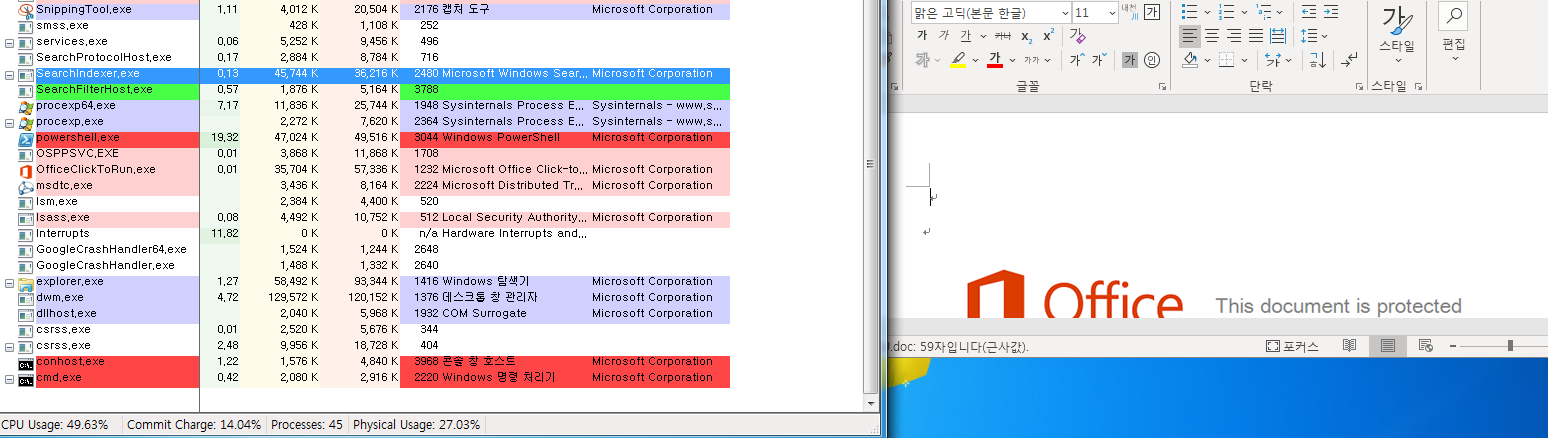 SnippingTool.exe 1,11 4,012 K 20,504 K 2176 캡처 도구 Microsoft Corporation
smss.exe 428 K 1,108 K 252
services.exe 0,06 5,252 K 9,456 K 496
SearchProtocolHost.exe 0,17 2,884 K 8,784 K 716
SearchIndexer.exe 0,13 45,744 K 36,216 K 2480 Microsoft Windows Sear... Microsoft Corporation
SearchFilterHost.exe 0,57 1,876 K 5,164 K 3788
procexp64.exe 7,17 11,836 K 25,744 K 1948 Sysinternals Process E... Sysinternals - www.s...
procexp.exe 2,272 K 7,620 K 2364 Sysinternals Process E... Sysinternals - www.s...
powershell.exe 19,32 47,024 K 49,516 K 3044 Windows PowerShell Microsoft Corporation
OSPPSVC.EXE 0,01 3,868 K 11,868 K 1708
OfficeClickToRun.exe 0,01 35,704 K 57,336 K 1232 Microsoft Office Click-to... Microsoft Corporation
msdtc.exe 3,436 K 8,164 K 2224 Microsoft Distributed Tr... Microsoft Corporation
lsm.exe 2,384 K 4,400 K 520
lsass.exe 0,08 4,492 K 10,752 K 512 Local Security Authority... Microsoft Corporation
Interrupts 11,82 0 K 0 K n/a Hardware Interrupts and...
GoogleCrashHandler64.exe 1,524 K 1,244 K 2648
GoogleCrashHandler.exe 1,488 K 1,332 K 2640
explorer.exe 1,27 58,492 K 93,344 K 1416 Windows 탐색기 Microsoft Corporation
dwm.exe 4,72 129,572 K 120,152 K 1376 데스크톱 창 관리자 Microsoft Corporation
dllhost.exe 2,040 K 5,968 K 1932 COM Surrogate Microsoft Corporation
csrss.exe 0,01 2,520 K 5,676 K 344
csrss.exe 2,48 9,956 K 18,728 K 404
conhost.exe 1,22 1,576 K 4,840 K 3968 콘솔 창 호스트 Microsoft Corporation
cmd.exe 0,42 2,080 K 2,916 K 2220 Windows 명령 처리기 Microsoft Corporation
CPU Usage: 49.63% Commit Charge: 14.04% Processes: 45 Physical Usage: 27.03%
맑은 고딕(본문 한글) 11 가
가 가 가 가 x₂ x² 가
가 가 가 가 가 가 가
글꼴
단락
가
스타일
스타일
편집
Office This document is protected
.doc: 59자입니다(근사값). 포커스